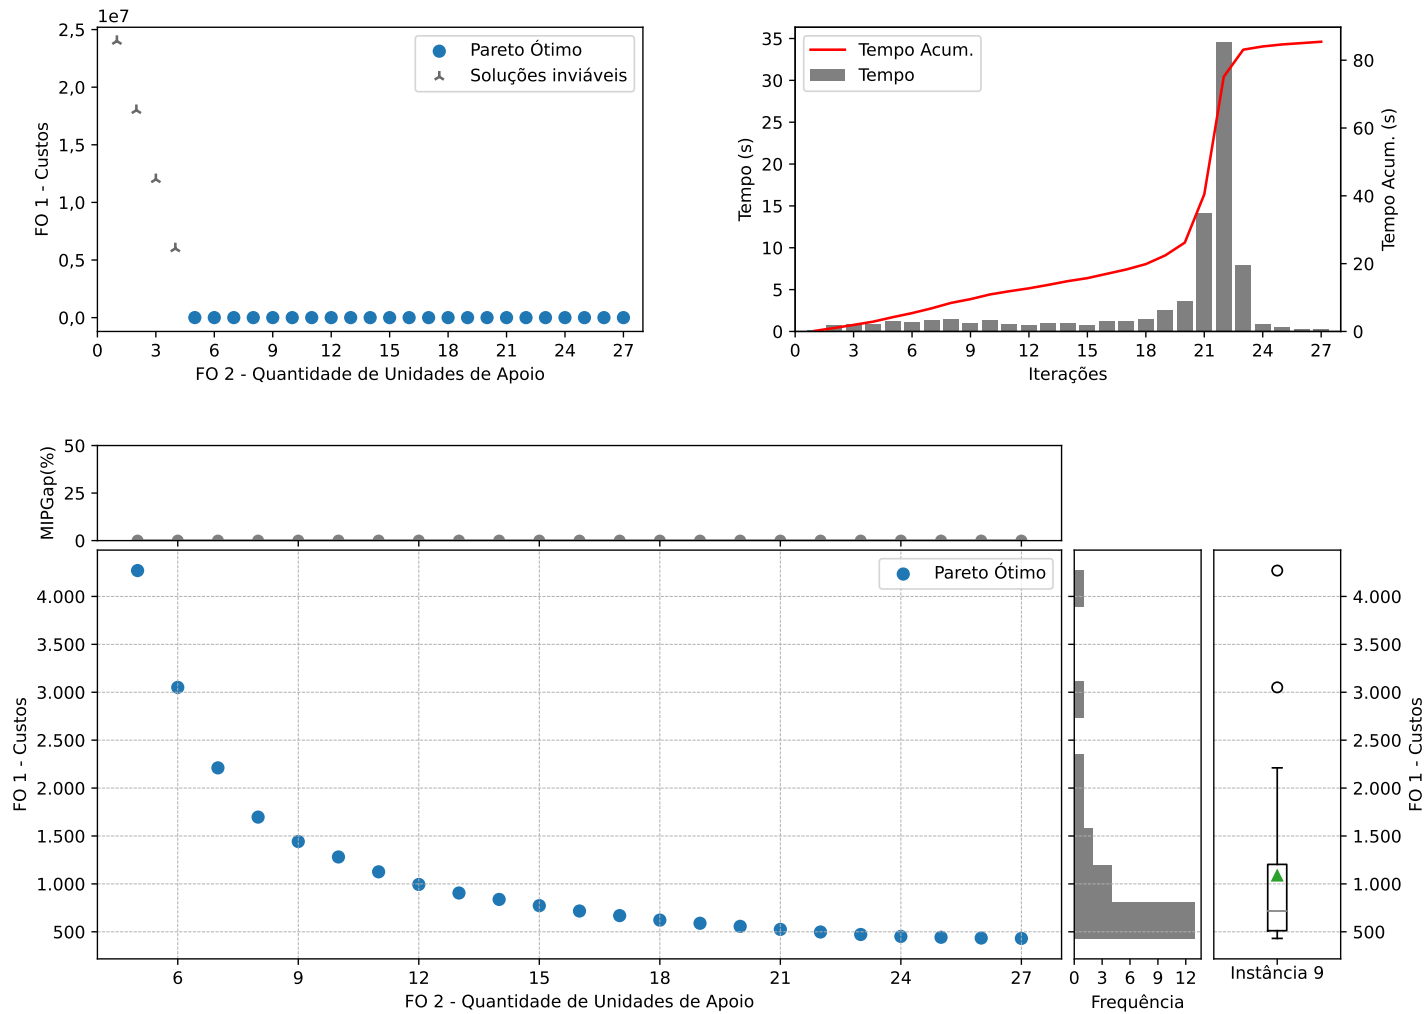 1e7
2,5
2,0
1,5
1,0
0,5
0,0
FO 1 - Custos
Pareto Ótimo
Soluções inviáveis
0 3 6 9 12 15 18 21 24 27
FO 2 - Quantidade de Unidades de Apoio
35
30
25
20
15
10
5
0
Tempo (s)
Tempo Acum.
Tempo
80
60
40
20
0
Tempo Acum. (s)
0 3 6 9 12 15 18 21 24 27
Iterações
50
25
0
MIPGap(%)
Pareto Ótimo
4.000
3.500
3.000
2.500
2.000
1.500
1.000
500
FO 1 - Custos
6 9 12 15 18 21 24 27
FO 2 - Quantidade de Unidades de Apoio
0 3 6 9 12
Frequência
Instância 9
4.000
3.500
3.000
2.500
2.000
1.500
1.000
500
FO 1 - Custos